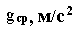 g ср, м/с²